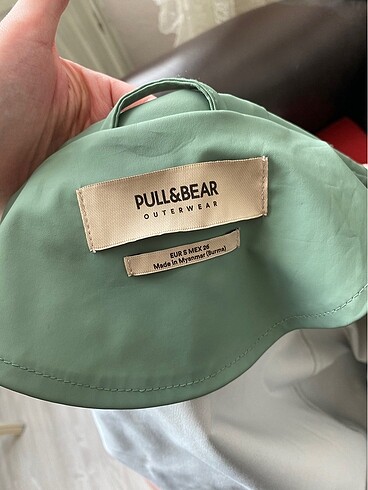 PULL&BEAR
OUTERWEAR
EUR S MEX 26
Made in Myanmar (Burma)